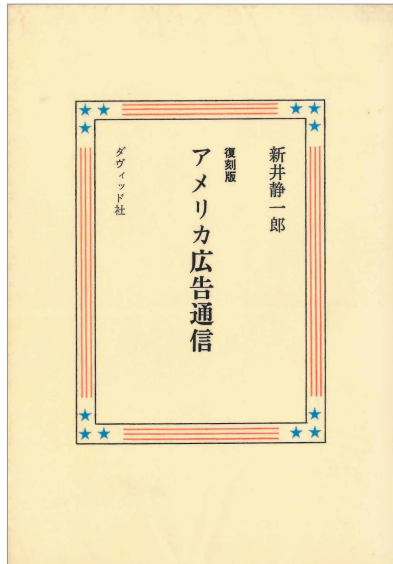 新井静一郎
復刻版
アメリカ広告通信
ダヴィッド社